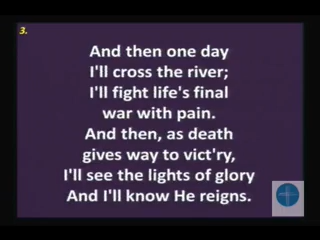 3.
And then one day
I'll cross the river;
I'll fight life's final
war with pain.
And then, as death
gives way to vict'ry,
I'll see the lights of glory
And I'll know He reigns.